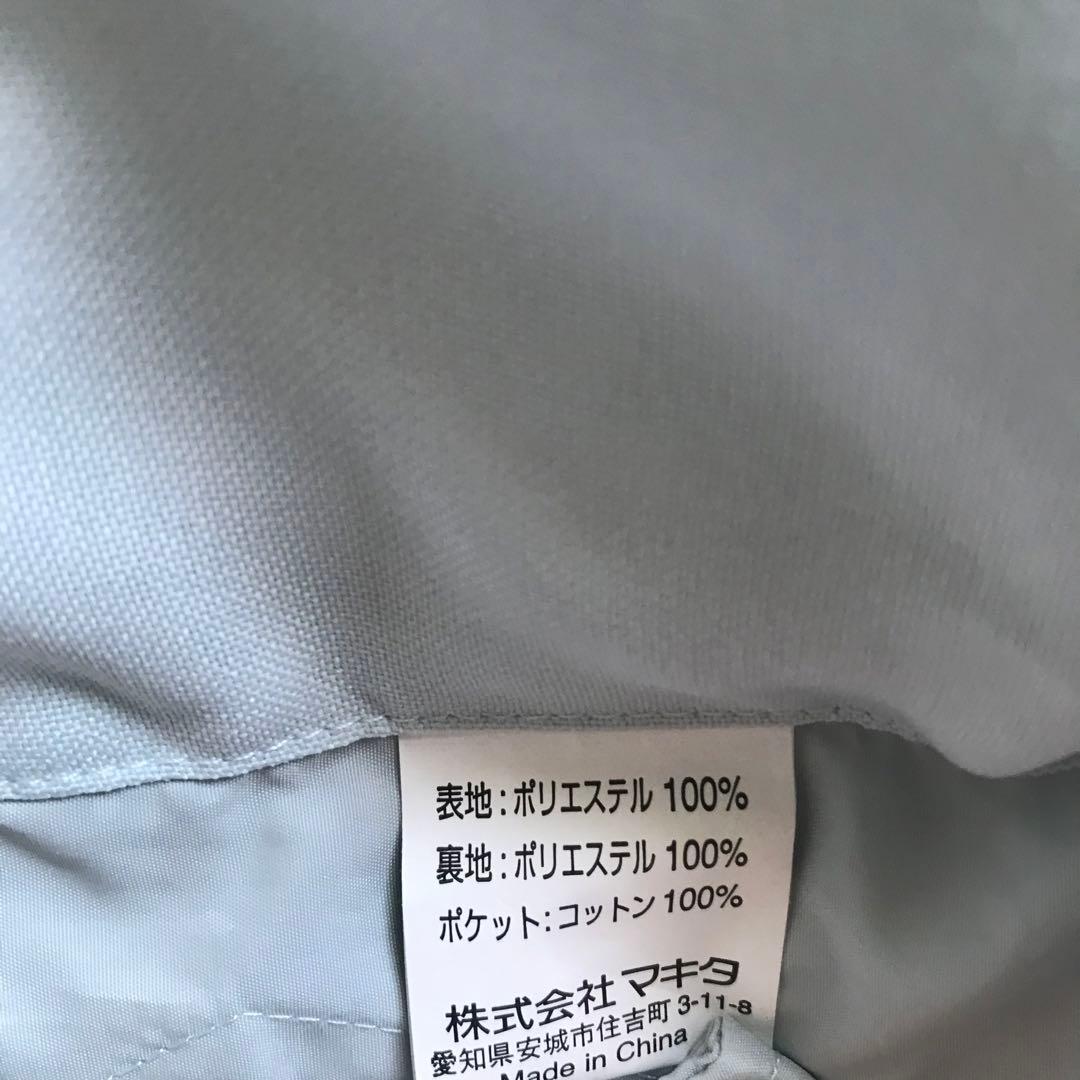 表地:ポリエステル 100%
裏地:ポリエステル 100%
ポケット:コットン 100%
株式会社 マキタ
愛知県安城市住吉町 3-11-8
Made in China